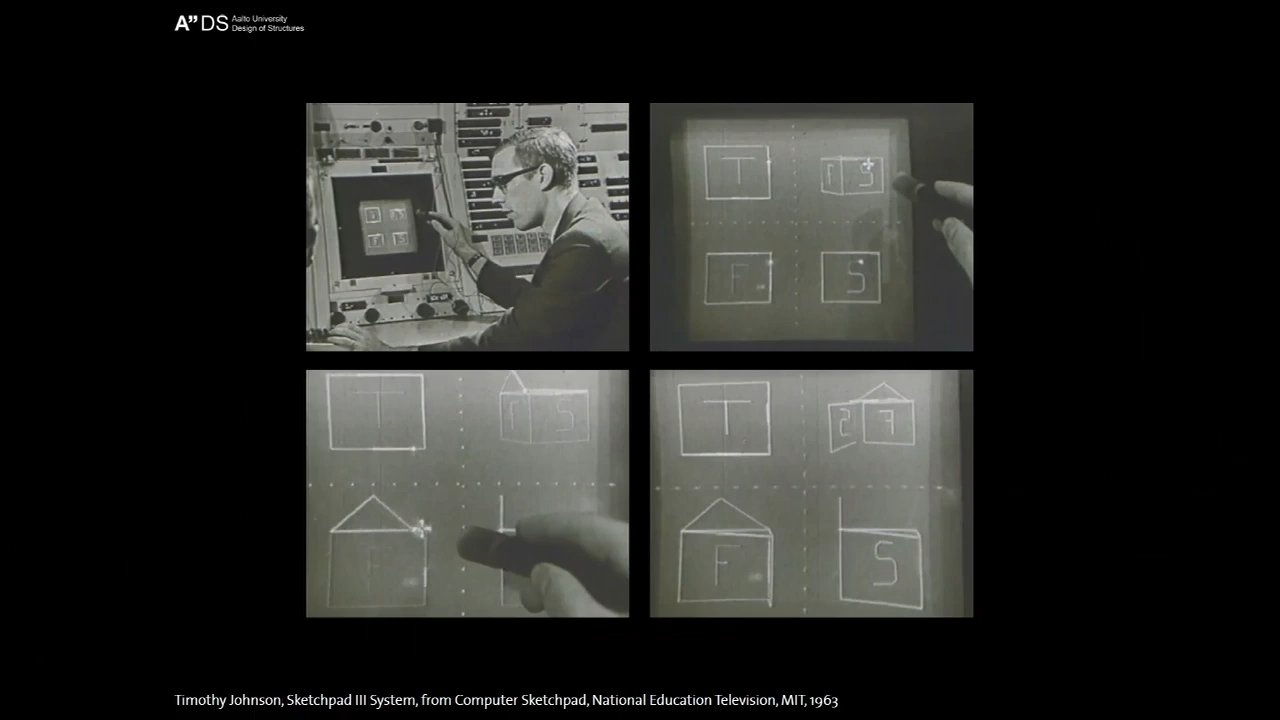 A" DS Aalto University
Design of Structures
T
S
F
S
T
S
F
T
F
F
S
Timothy Johnson, Sketchpad III System, from Computer Sketchpad, National Education Television, MIT, 1963